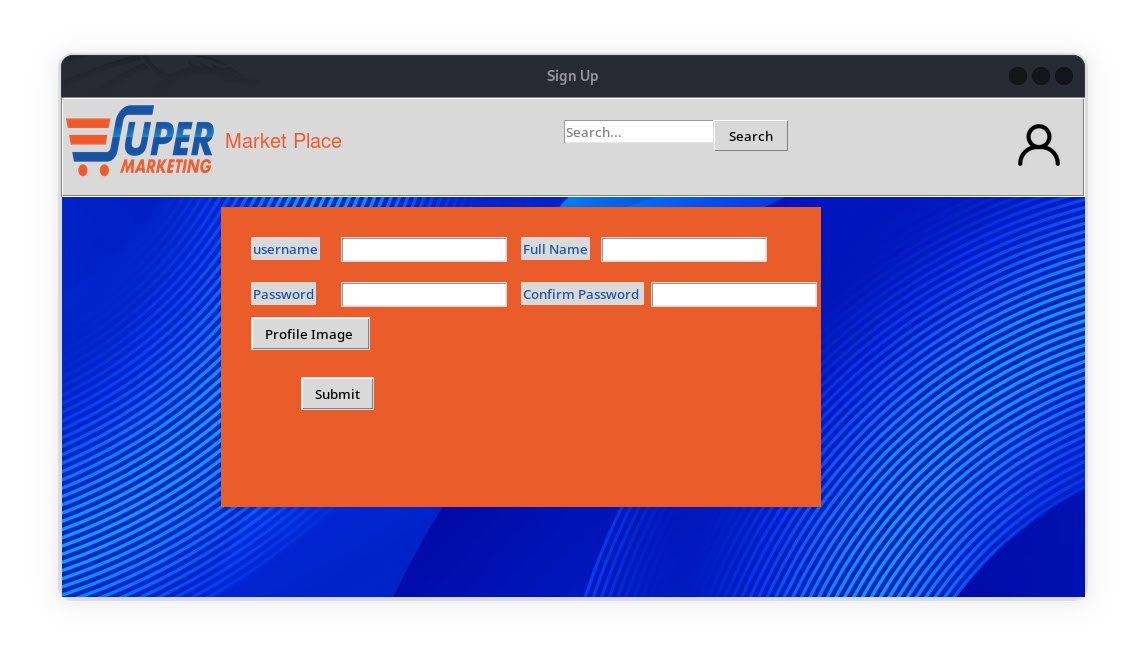 Sign Up
SUPER
MARKETING
Market Place
Search...
Search
username
Full Name
Password
Confirm Password
Profile Image
Submit